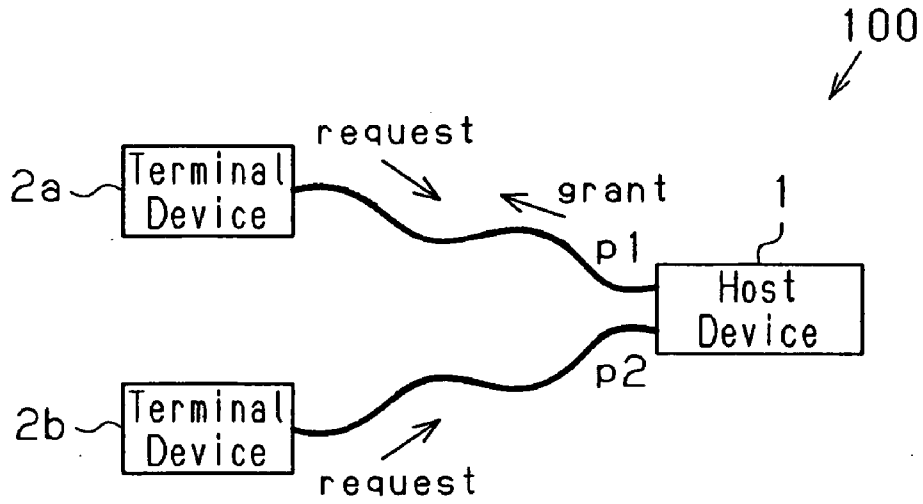 100
request
Terminal
Device
2a
grant
1
p1
Host
Device
p2
Terminal
Device
2b
request